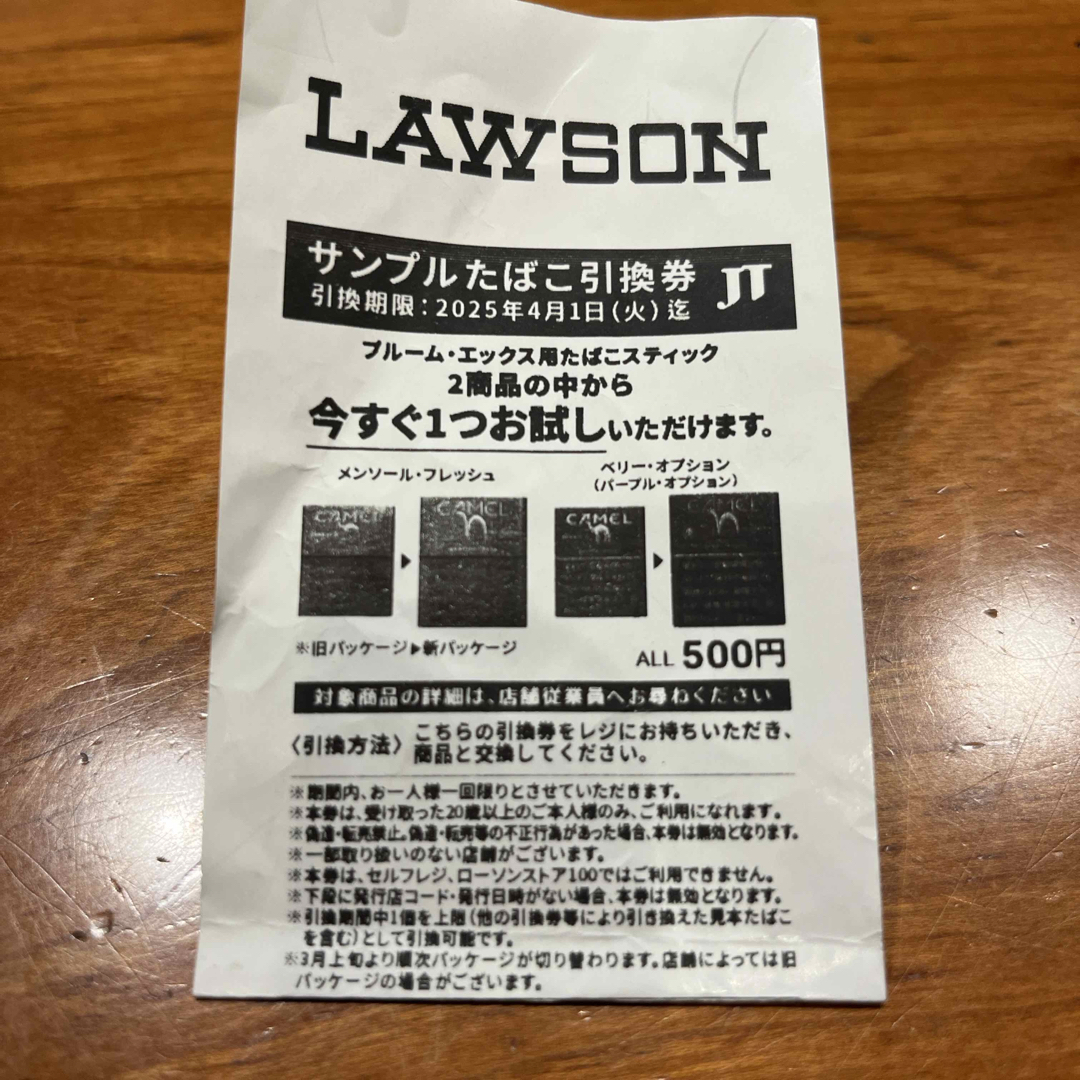 LAWSON
サンプルたばこ引換券 JT
引換期限:2025年4月1日(火)迄
プルーム・エックス用たばこスティック
2商品の中から
今すぐ1つお試しいただけます。
メンソール・フレッシュ
ベリー・オプション
(パープル・オプション)
CAMEL CAMEL CAMEL CAMEL
※旧パッケージ▶新パッケージ
ALL 500円
対象商品の詳細は、店舗従業員へお尋ねください
〈引換方法〉 こちらの引換券をレジにお持ちいただき、
商品と交換してください。
※期間内、お一人様一回限りとさせていただきます。
※本券は、受け取った20歳以上のご本人様のみ、ご利用になれます。
※偽造・転売禁止。偽造・転売等の不正行為があった場合、本券は無効となります。
※一部取り扱いのない店舗がございます。
※本券は、セルフレジ、ローソンストア100ではご利用できません。
※下段に発行店コード・発行日時がない場合、本券は無効となります。
※引換期間中1個を上限(他の引換券等により引き換えた見本たばこ
を含む)として引換可能です。
※3月上旬より順次パッケージが切り替わります。店舗によっては旧
パッケージの場合がございます。